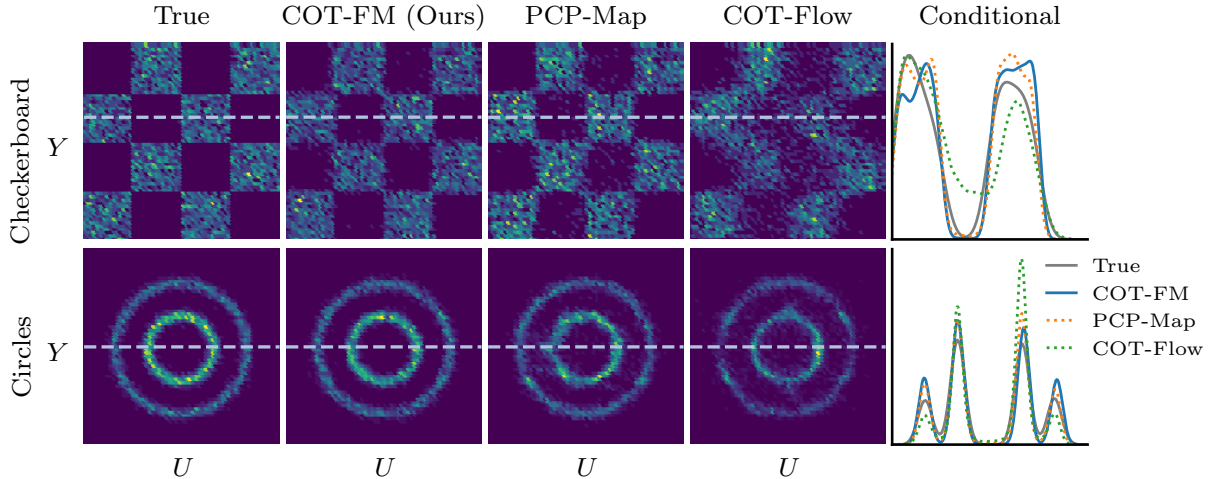 True COT-FM (Ours) PCP-Map COT-Flow Conditional
Checkerboard
Y
Circles
Y
True
COT-FM
PCP-Map
COT-Flow
U U U U